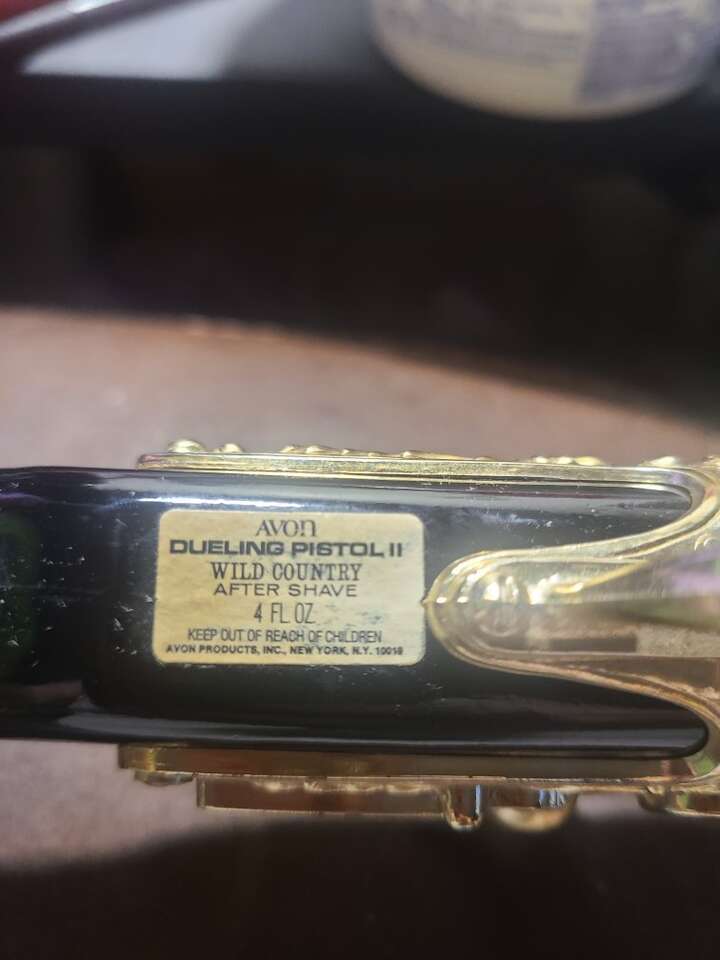 AVON
DUELING PISTOL II
WILD COUNTRY
AFTER SHAVE
4 FL OZ
KEEP OUT OF REACH OF CHILDREN
AVON PRODUCTS, INC., NEW YORK, N.Y. 10019